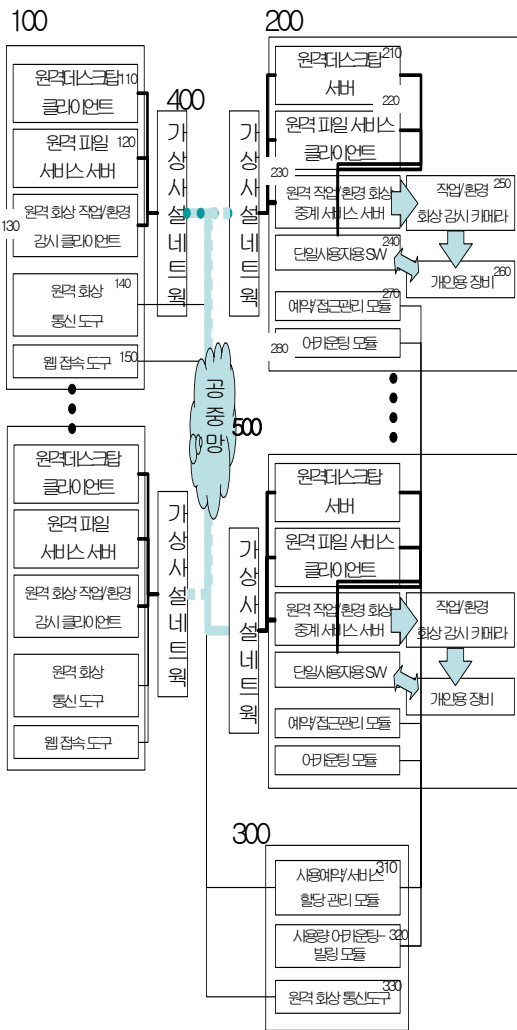 100
원격데스크탑
클라이언트
110
원격 파일
서비스 서버
120
130
원격 화상 작업/환경
감시 클라이언트
원격 화상
통신 도구
140
웹 접속 도구
150
400
가상사설네트웍
가상사설네트웍
200
원격데스크탑
서버
210
220
원격 파일 서비스
클라이언트
230
원격 작업/환경 화상
중계 서비스 서버
작업/환경
화상 감시 카메라
250
단일사용자용 SW
240
개인용 장비
260
예약/접근관리 모듈
270
280
어카운팅 모듈
공중망
500
원격데스크탑
클라이언트
원격 파일
서비스 서버
원격 화상 작업/환경
감시 클라이언트
원격 화상
통신 도구
웹 접속 도구
가상사설네트웍
가상사설네트웍
원격데스크탑
서버
원격 파일 서비스
클라이언트
원격 작업/환경 화상
중계 서비스 서버
작업/환경
화상 감시 카메라
단일사용자용 SW
개인용 장비
예약/접근관리 모듈
어카운팅 모듈
300
사용예약/서비스
할당 관리 모듈
310
사용량 어카운팅-
빌링 모듈
320
원격 화상 통신도구
330